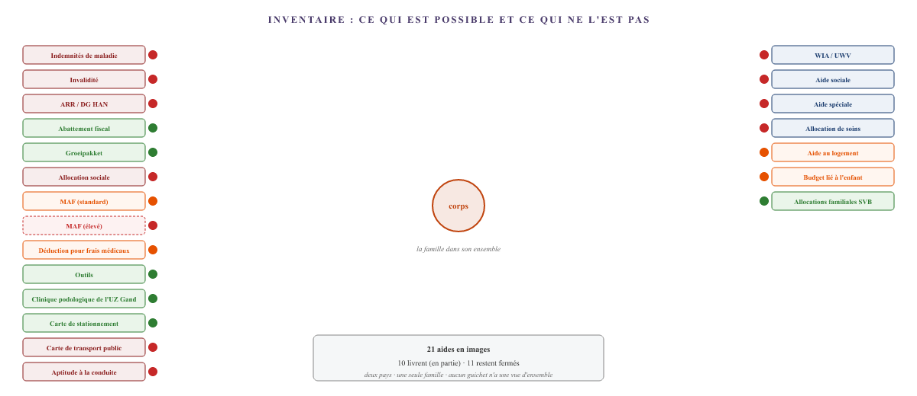 INVENTAIRE : CE QUI EST POSSIBLE ET CE QUI NE L'EST PAS
Indemnités de maladie
Invalidité
ARR / DG HAN
Abattement fiscal
Groeipakket
Allocation sociale
MAF (standard)
MAF (élevé)
Déduction pour frais médicaux
Outils
Clinique podologique de l'UZ Gand
Carte de stationnement
Carte de transport public
Aptitude à la conduite
corps
la famille dans son ensemble
WIA / UWV
Aide sociale
Aide spéciale
Allocation de soins
Aide au logement
Budget lié à l'enfant
Allocations familiales SVB
21 aides en images
10 livrent (en partie) · 11 restent fermés
deux pays · une seule famille · aucun guichet n'a une vue d'ensemble